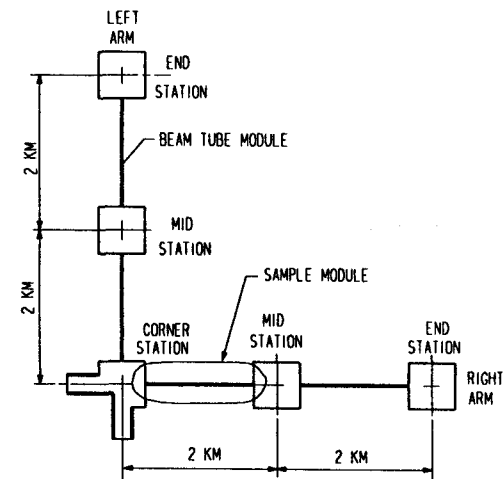 LEFT
ARM
END
STATION
BEAM TUBE MODULE
2 KM
MID
STATION
2 KM
SAMPLE MODULE
CORNER
STATION
MID
STATION
END
STATION
RIGHT
ARM
2 KM
2 KM